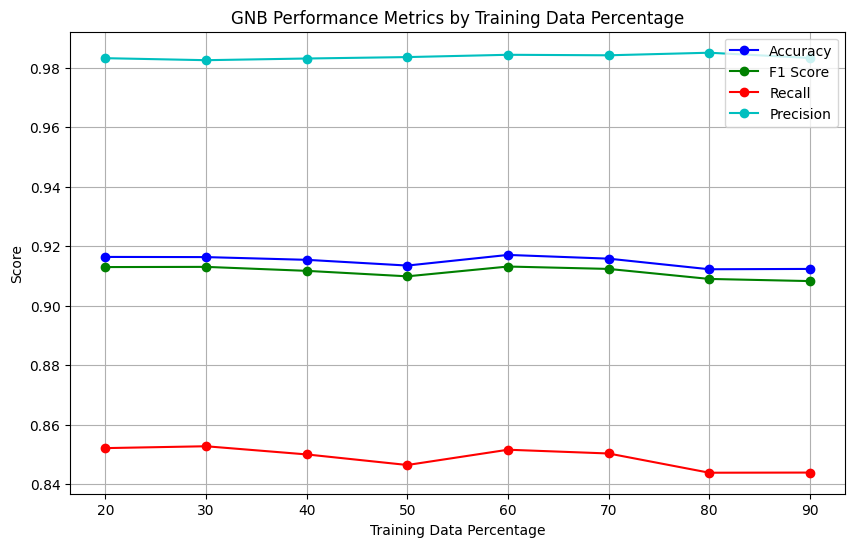 GNB Performance Metrics by Training Data Percentage
Accuracy
F1 Score
Recall
Precision
Score
0.98
0.96
0.94
0.92
0.90
0.88
0.86
0.84
20 30 40 50 60 70 80 90
Training Data Percentage